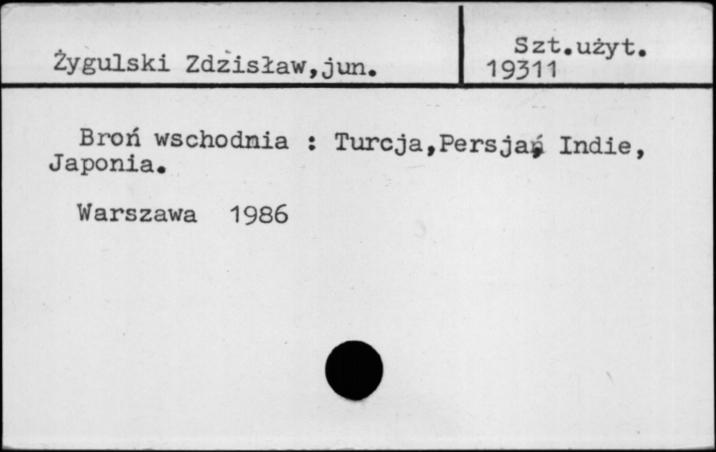 Żygulski Zdzisław,jun.
Szt.użyt.
19311
Broń wschodnia : Turcja,Persja, Indie,
Japonia.
Warszawa 1986